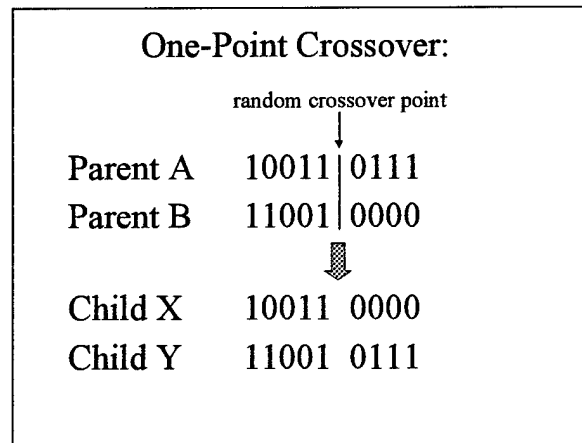 One-Point Crossover:
random crossover point
Parent A 10011 0111
Parent B 11001 0000
Child X 10011 0000
Child Y 11001 0111